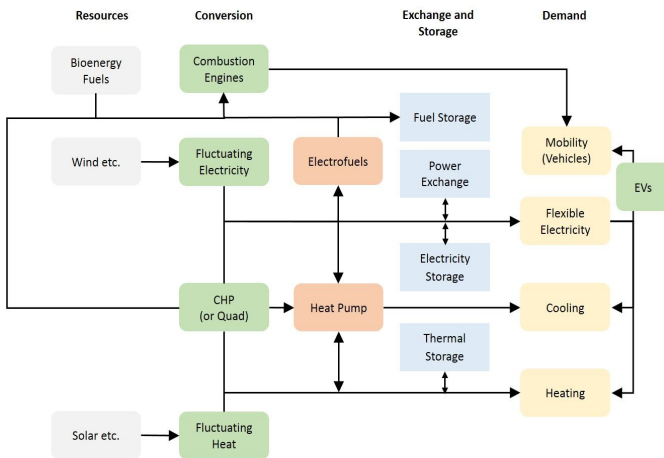 Resources
Conversion
Exchange and
Storage
Demand
Bioenergy
Fuels
Combustion
Engines
Fuel Storage
Mobility
(Vehicles)
Wind etc.
Fluctuating
Electricity
Electrofuels
Power
Exchange
EVs
Flexible
Electricity
Electricity
Storage
CHP
(or Quad)
Heat Pump
Cooling
Thermal
Storage
Heating
Solar etc.
Fluctuating
Heat